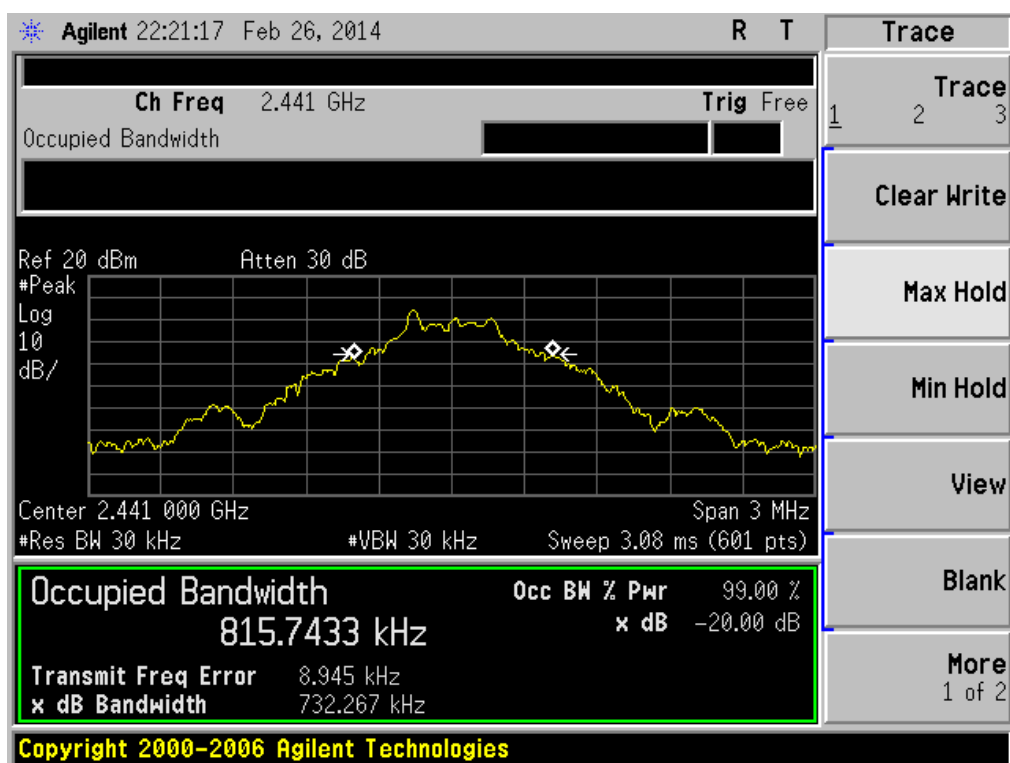 Agilent 22:21:17 Feb 26, 2014 R T
Trace
Ch Freq 2.441 GHz Trig Free
Occupied Bandwidth
Trace
1 2 3
Clear Write
Max Hold
Min Hold
View
Blank
More
1 of 2
Ref 20 dBm Atten 30 dB
#Peak
Log
10
dB/
Center 2.441 000 GHz Span 3 MHz
#Res BW 30 kHz #VBW 30 kHz Sweep 3.08 ms (601 pts)
Occupied Bandwidth Occ BW % Pwr 99.00 %
815.7433 kHz x dB -20.00 dB
Transmit Freq Error 8.945 kHz
x dB Bandwidth 732.267 kHz
Copyright 2000-2006 Agilent Technologies